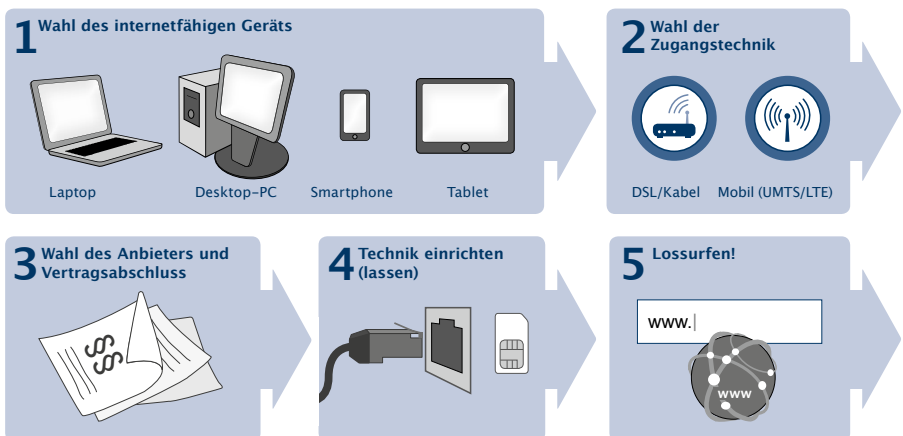 1 Wahl des internetfähigen Geräts
Laptop
Desktop-PC
Smartphone
Tablet
2 Wahl der
Zugangstechnik
DSL/Kabel
Mobil (UMTS/LTE)
3 Wahl des Anbieters und
Vertragsabschluss
§§
4 Technik einrichten
(lassen)
5 Lossurfen!
www.|
www